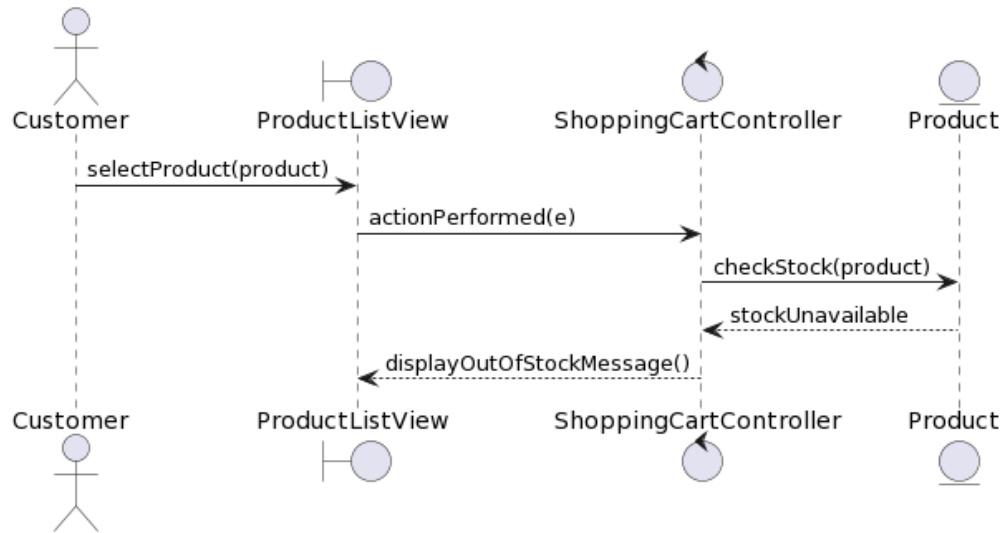 Customer
ProductListView
ShoppingCartController
Product
selectProduct(product)
actionPerformed(e)
checkStock(product)
stockUnavailable
displayOutOfStockMessage()
Customer
ProductListView
ShoppingCartController
Product